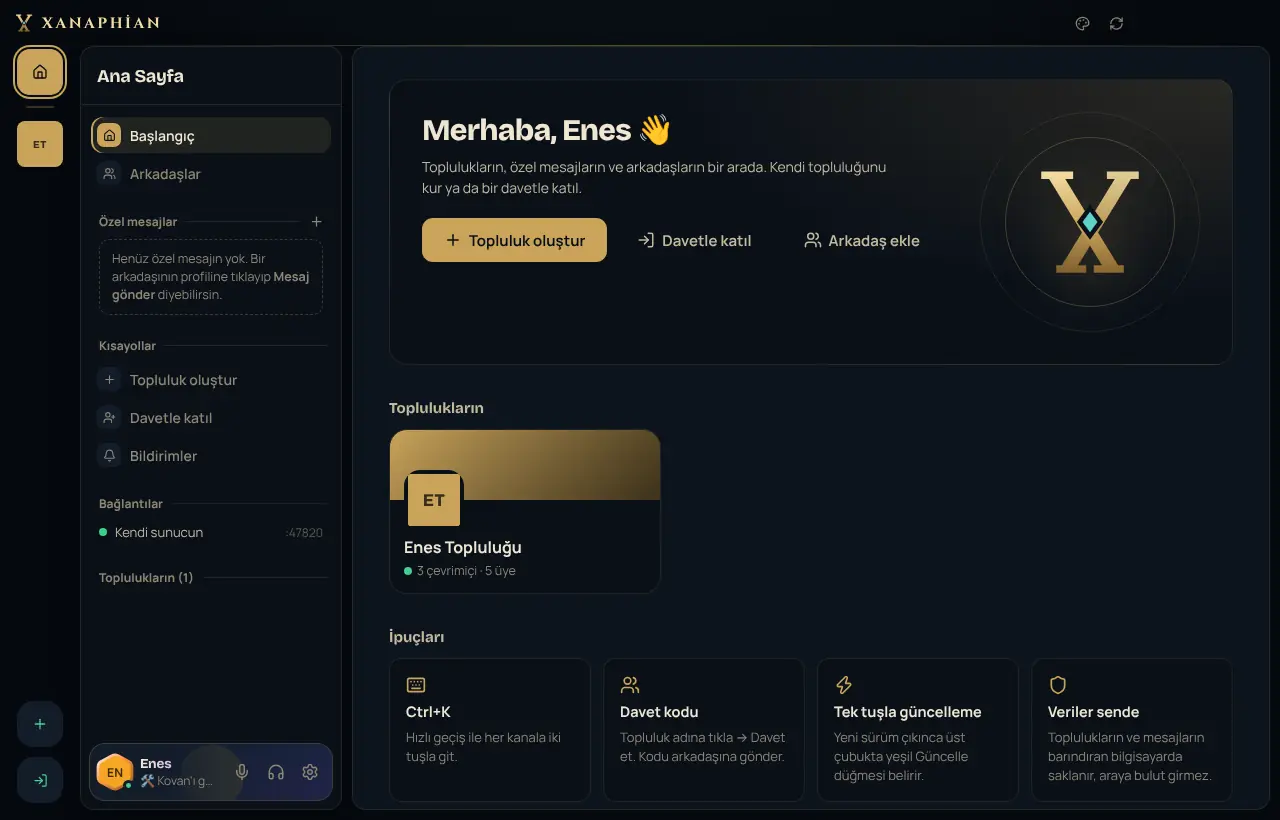 XANAPHİAN
Ana Sayfa
Başlangıç
Arkadaşlar
Özel mesajlar
Henüz özel mesajın yok. Bir
arkadaşının profiline tıklayıp Mesaj
gönder diyebilirsin.
Kısayollar
Topluluk oluştur
Davetle katıl
Bildirimler
Bağlantılar
Kendi sunucun :47820
Toplulukların (1)
ET
EN
Enes
🛠️ Kovan'ı g...
Merhaba, Enes 👋
Toplulukların, özel mesajların ve arkadaşların bir arada. Kendi topluluğunu
kur ya da bir davetle katıl.
+ Topluluk oluştur
Davetle katıl
Arkadaş ekle
X
Toplulukların
ET
Enes Topluluğu
3 çevrimiçi · 5 üye
İpuçları
Ctrl+K
Hızlı geçiş ile her kanala iki
tuşla git.
Davet kodu
Topluluk adına tıkla → Davet
et. Kodu arkadaşına gönder.
Tek tuşla güncelleme
Yeni sürüm çıkınca üst
çubukta yeşil Güncelle
düğmesi belirir.
Veriler sende
Toplulukların ve mesajların
barındıran bilgisayarda
saklanır, araya bulut girmez.